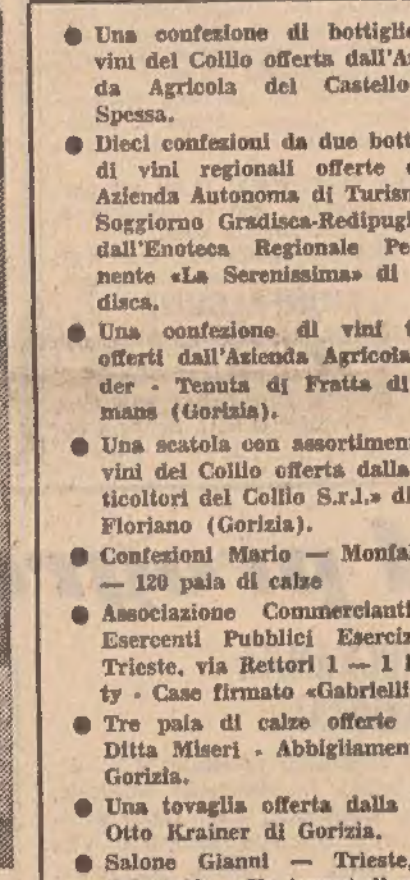 ● Una confezione di bottiglie
vini del Collio offerta dall'A
da Agricola del Castello
Spessa.
● Dieci confezioni da due bott
di vini regionali offerte
Azienda Autonoma di Turis
Soggiorno Gradisca-Redipugl
dall'Enoteca Regionale Pe
nente «La Serenissima» di
disca.
● Una confezione di vini
offerti dall'Azienda Agricola
der - Tenuta di Fratta di
mans (Gorizia).
● Una scatola con assortimen
vini del Collio offerta dalla
ticoltori del Collio S.r.l.» di
Floriano (Gorizia).
● Confezioni Mario — Monfal
— 120 paia di calze
● Associazione Commercianti
Esercenti Pubblici Eserciz
Trieste, via Rettori 1 — 1
ty - Case firmato «Gabrielli
● Tre paia di calze offerte
Ditta Miseri - Abbigliamen
Gorizia.
● Una tovaglia offerta dalla
Otto Krainer di Gorizia.
● Salone Gianni — Trieste,